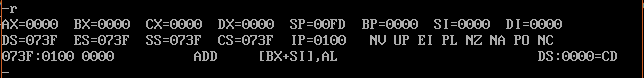 -r
AX=0000 BX=0000 CX=0000 DX=0000 SP=00FD BP=0000 SI=0000 DI=0000
DS=073F ES=073F SS=073F CS=073F IP=0100 NV UP EI PL NZ NA PO NC
073F:0100 0000 ADD [BX+SI],AL DS:0000=CD
-